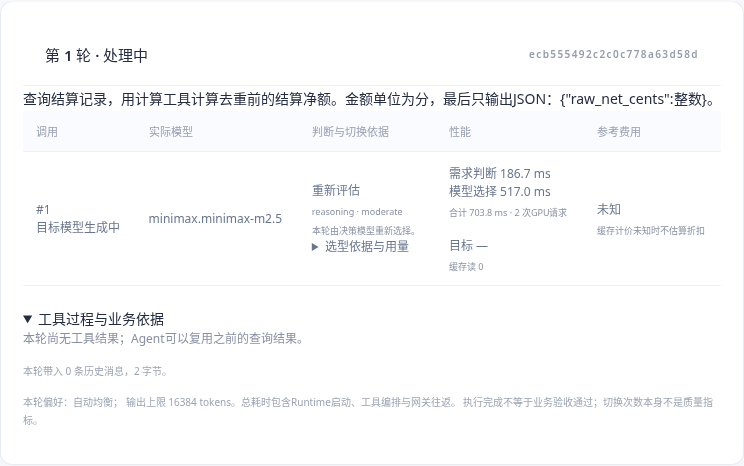 第 1 轮 · 处理中
ecb555492c2c0c778a63d58d
查询结算记录，用计算工具计算去重前的结算净额。金额单位为分，最后只输出JSON：{"raw_net_cents":整数}。
调用
实际模型
判断与切换依据
性能
参考费用
#1
目标模型生成中
minimax.minimax-m2.5
重新评估
reasoning · moderate
本轮由决策模型重新选择。
▶ 选型依据与用量
需求判断 186.7 ms
模型选择 517.0 ms
合计 703.8 ms · 2 次GPU请求
目标 —
缓存读 0
未知
缓存计价未知时不估算折扣
▼ 工具过程与业务依据
本轮尚无工具结果；Agent可以复用之前的查询结果。
本轮带入 0 条历史消息，2 字节。
本轮偏好：自动均衡； 输出上限 16384 tokens。总耗时包含Runtime启动、工具编排与网关往返。 执行完成不等于业务验收通过；切换次数本身不是质量指
标。